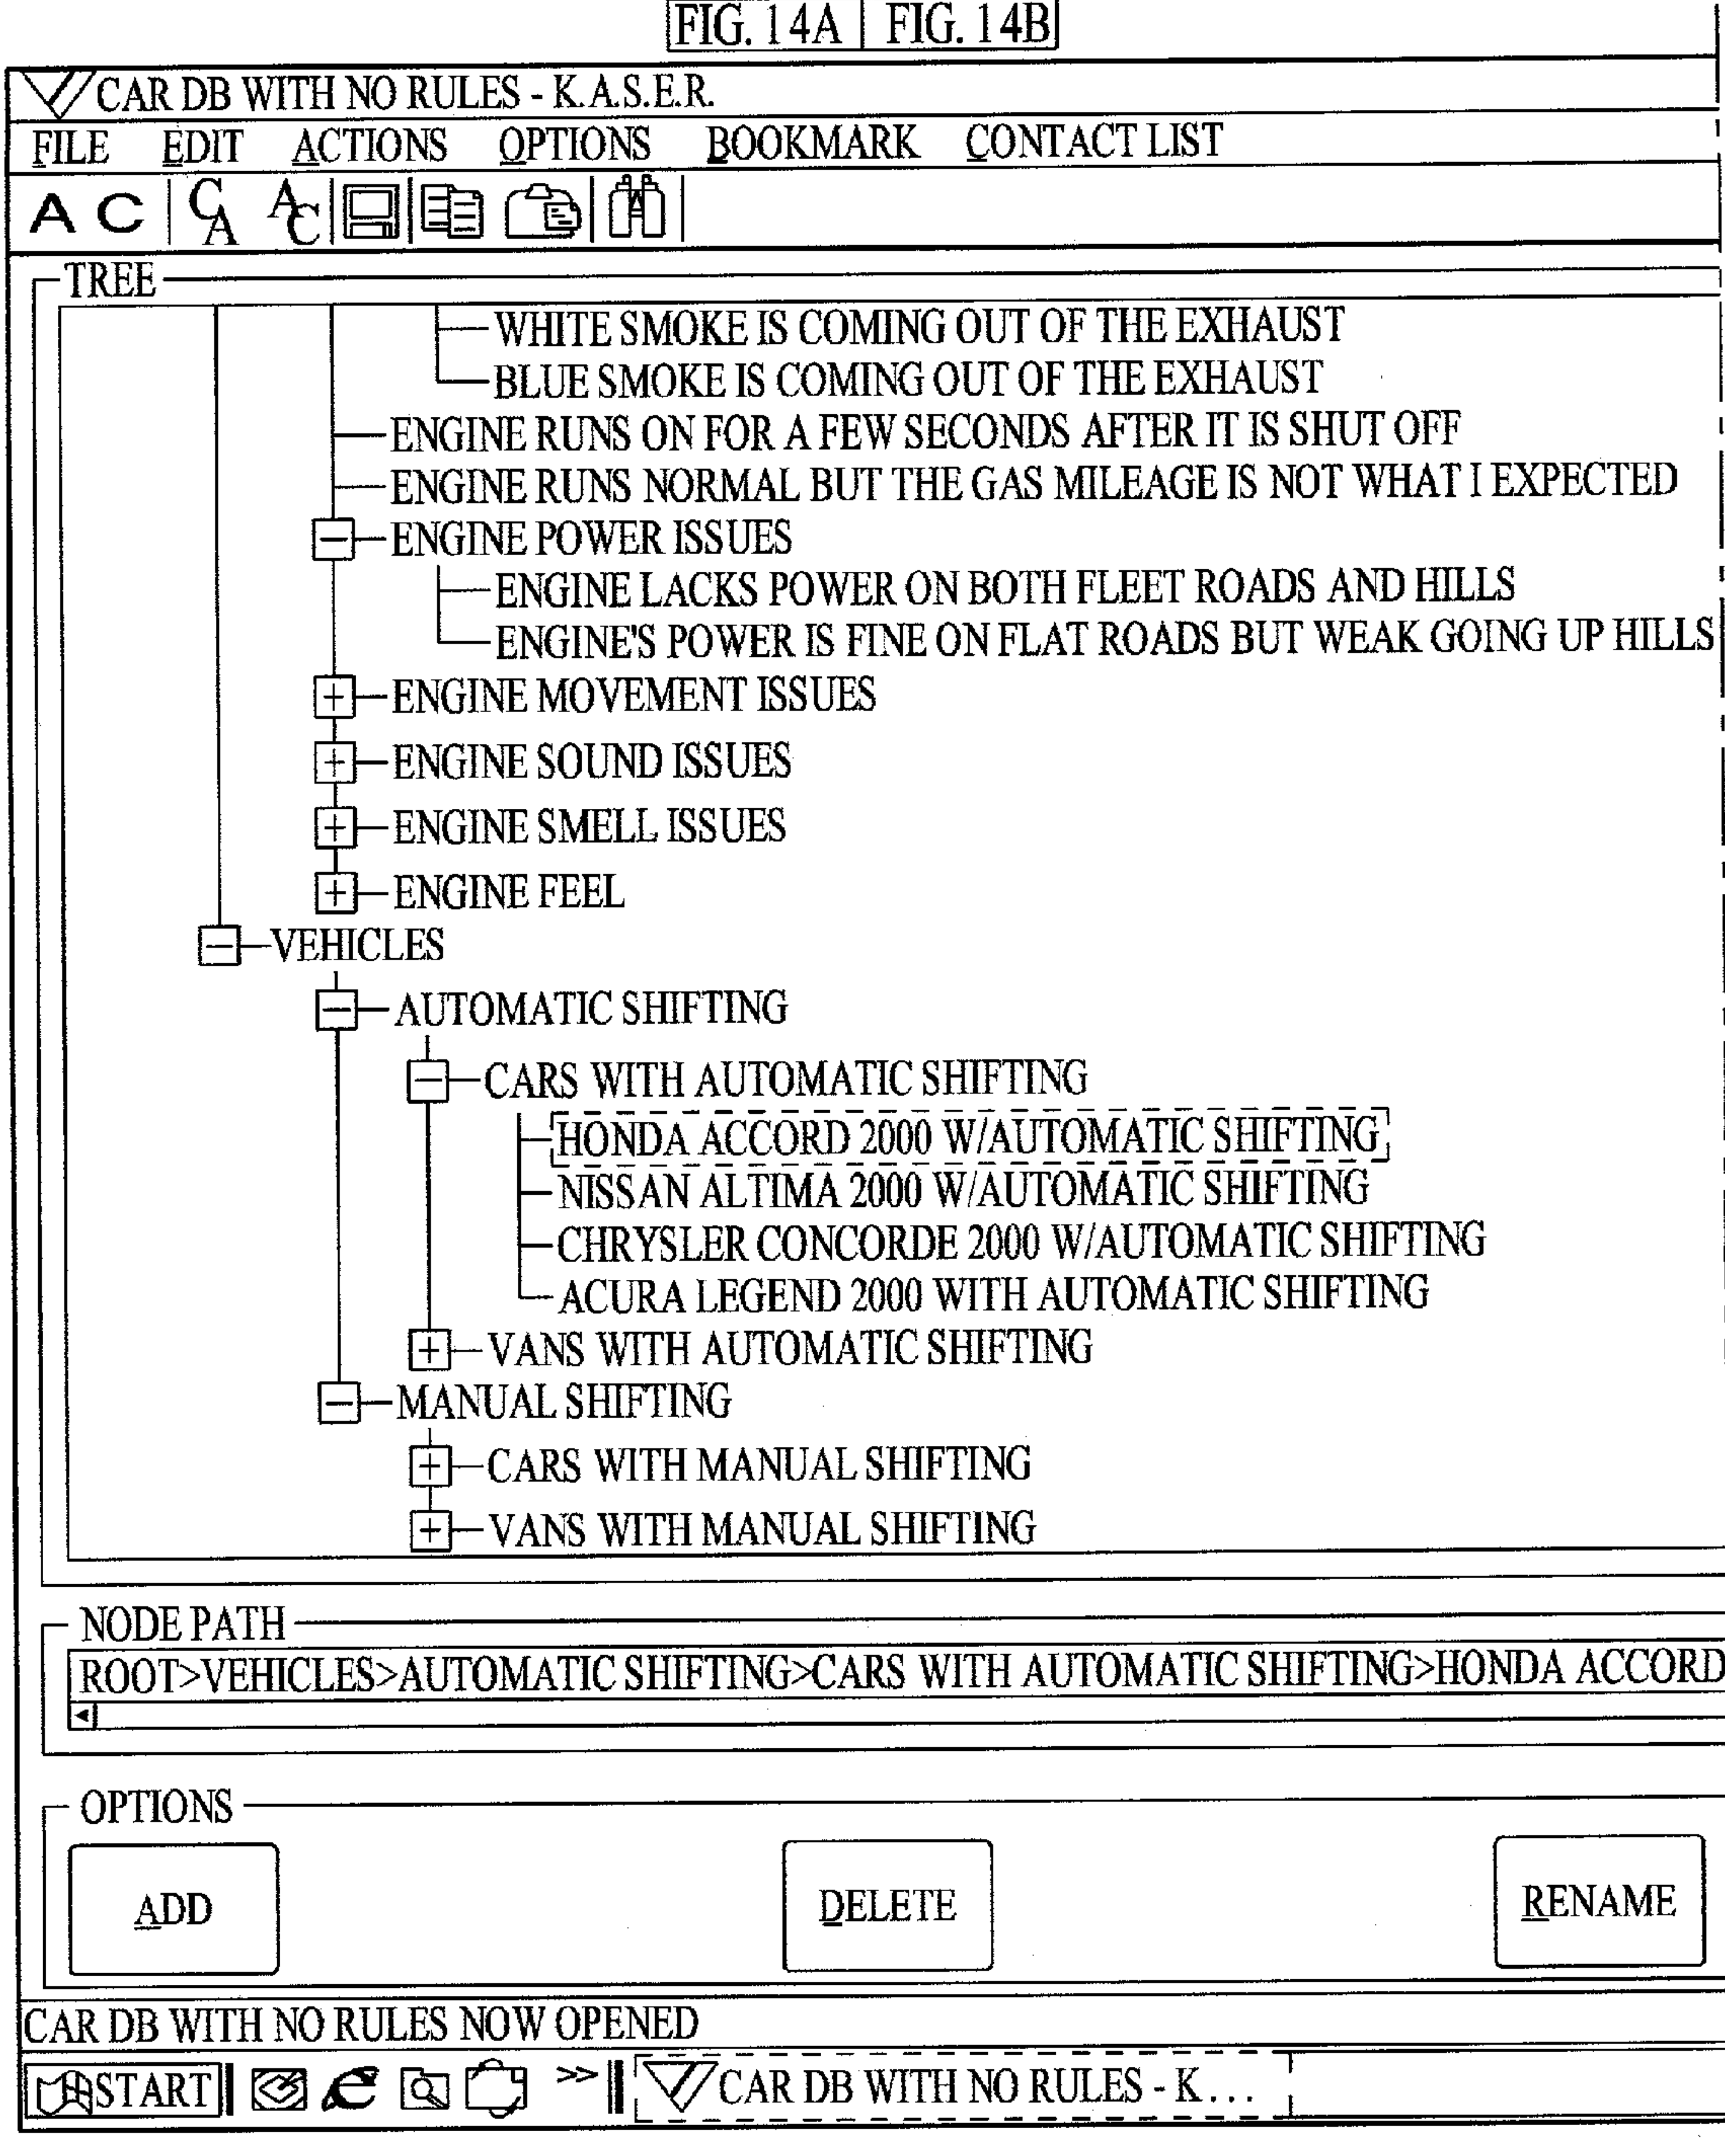 FIG. 14A FIG. 14B
CAR DB WITH NO RULES - K.A.S.E.R.
FILE EDIT ACTIONS OPTIONS BOOKMARK CONTACT LIST
A C C A A C
TREE
WHITE SMOKE IS COMING OUT OF THE EXHAUST
BLUE SMOKE IS COMING OUT OF THE EXHAUST
ENGINE RUNS ON FOR A FEW SECONDS AFTER IT IS SHUT OFF
ENGINE RUNS NORMAL BUT THE GAS MILEAGE IS NOT WHAT I EXPECTED
ENGINE POWER ISSUES
ENGINE LACKS POWER ON BOTH FLEET ROADS AND HILLS
ENGINE'S POWER IS FINE ON FLAT ROADS BUT WEAK GOING UP HILLS
ENGINE MOVEMENT ISSUES
ENGINE SOUND ISSUES
ENGINE SMELL ISSUES
ENGINE FEEL
VEHICLES
AUTOMATIC SHIFTING
CARS WITH AUTOMATIC SHIFTING
HONDA ACCORD 2000 W/AUTOMATIC SHIFTING
NISSAN ALTIMA 2000 W/AUTOMATIC SHIFTING
CHRYSLER CONCORDE 2000 W/AUTOMATIC SHIFTING
ACURA LEGEND 2000 WITH AUTOMATIC SHIFTING
VANS WITH AUTOMATIC SHIFTING
MANUAL SHIFTING
CARS WITH MANUAL SHIFTING
VANS WITH MANUAL SHIFTING
NODE PATH
ROOT>VEHICLES>AUTOMATIC SHIFTING>CARS WITH AUTOMATIC SHIFTING>HONDA ACCORD
OPTIONS
ADD DELETE RENAME
CAR DB WITH NO RULES NOW OPENED
START >> CAR DB WITH NO RULES - K...